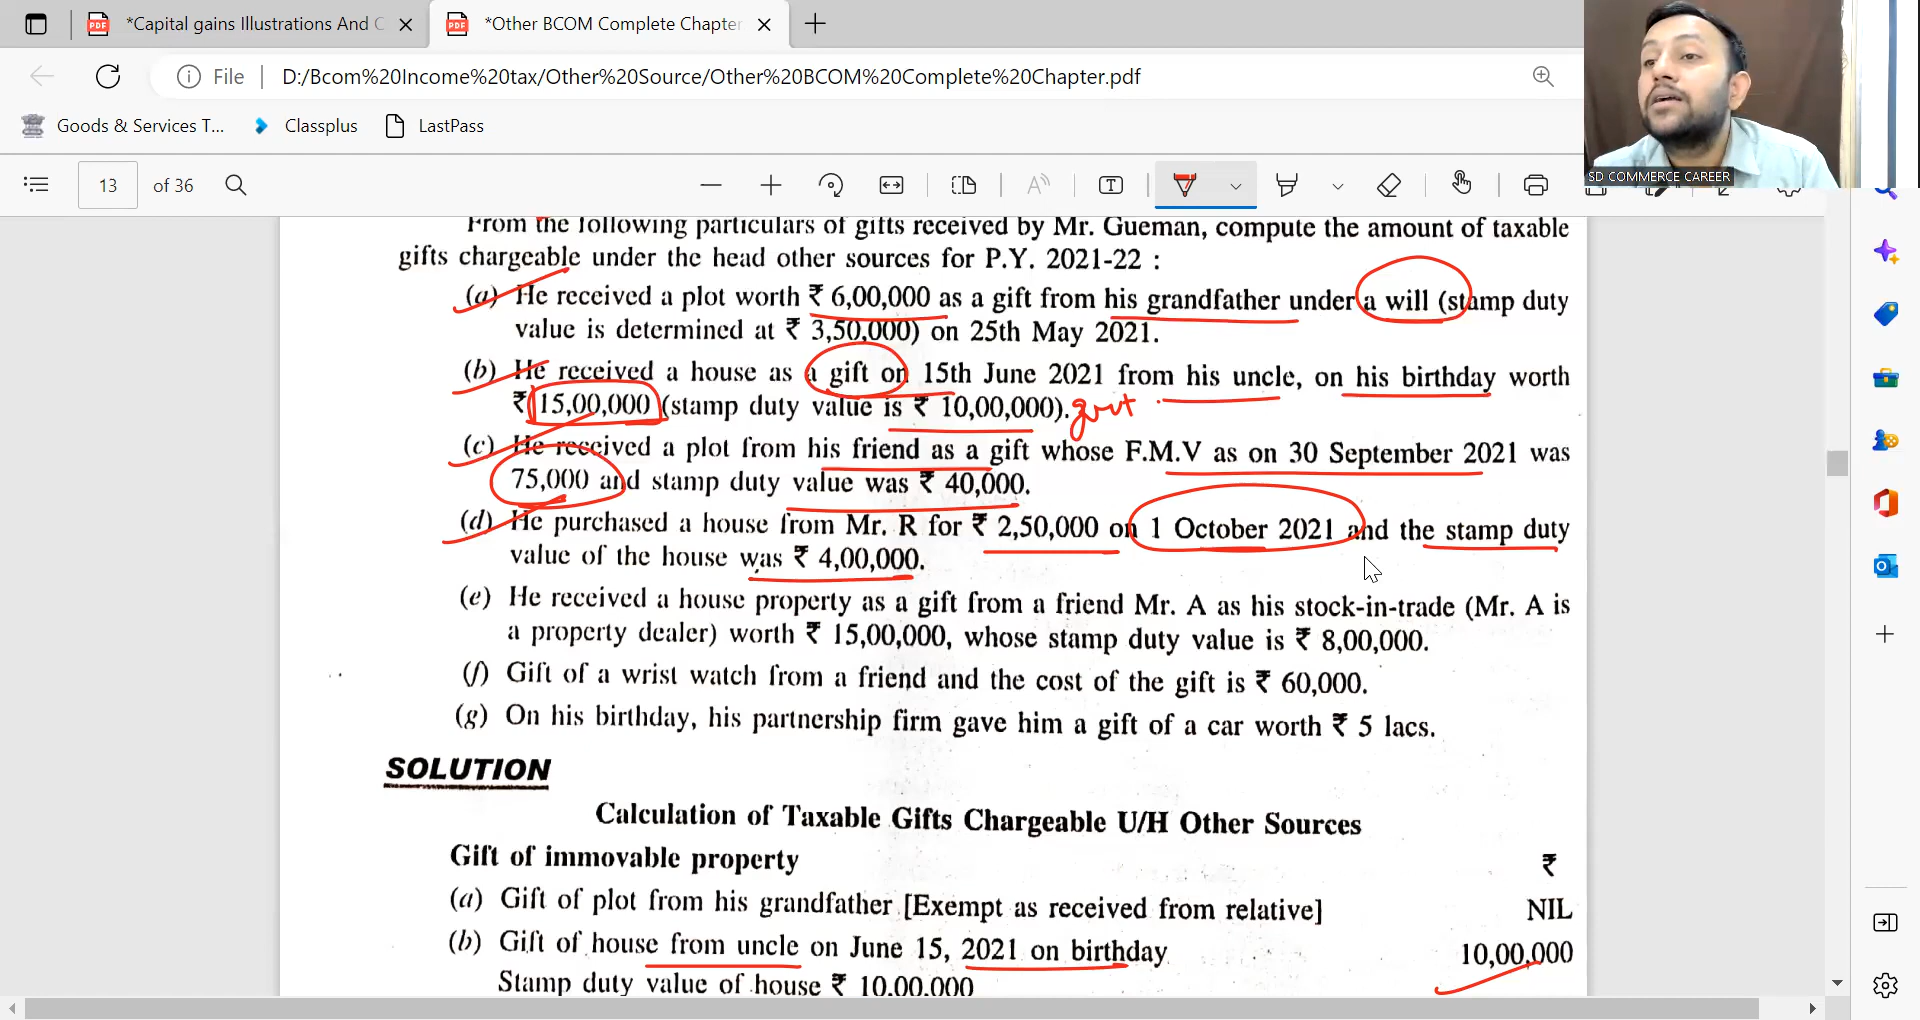 *Capital gains Illustrations And C
*Other BCOM Complete Chapter
File
D:/Bcom%20Income%20tax/Other%20Source/Other%20BCOM%20Complete%20Chapter.pdf
Goods & Services T...
Classplus
LastPass
SD COMMERCE CAREER
13
of 36
From the following particulars of gifts received by Mr. Gueman, compute the amount of taxable
gifts chargeable under the head other sources for P.Y. 2021-22 :
(a) He received a plot worth ₹ 6,00,000 as a gift from his grandfather under a will (stamp duty
value is determined at ₹ 3,50,000) on 25th May 2021.
(b) He received a house as a gift on 15th June 2021 from his uncle, on his birthday worth
₹ 15,00,000 (stamp duty value is ₹ 10,00,000).
(c) He received a plot from his friend as a gift whose F.M.V as on 30 September 2021 was
75,000 and stamp duty value was ₹ 40,000.
(d) He purchased a house from Mr. R for ₹ 2,50,000 on 1 October 2021 and the stamp duty
value of the house was ₹ 4,00,000.
(e) He received a house property as a gift from a friend Mr. A as his stock-in-trade (Mr. A is
a property dealer) worth ₹ 15,00,000, whose stamp duty value is ₹ 8,00,000.
(f) Gift of a wrist watch from a friend and the cost of the gift is ₹ 60,000.
(g) On his birthday, his partnership firm gave him a gift of a car worth ₹ 5 lacs.
SOLUTION
Calculation of Taxable Gifts Chargeable U/H Other Sources
Gift of immovable property ₹
(a) Gift of plot from his grandfather [Exempt as received from relative] NIL
(b) Gift of house from uncle on June 15, 2021 on birthday 10,00,000
Stamp duty value of house ₹ 10,00,000